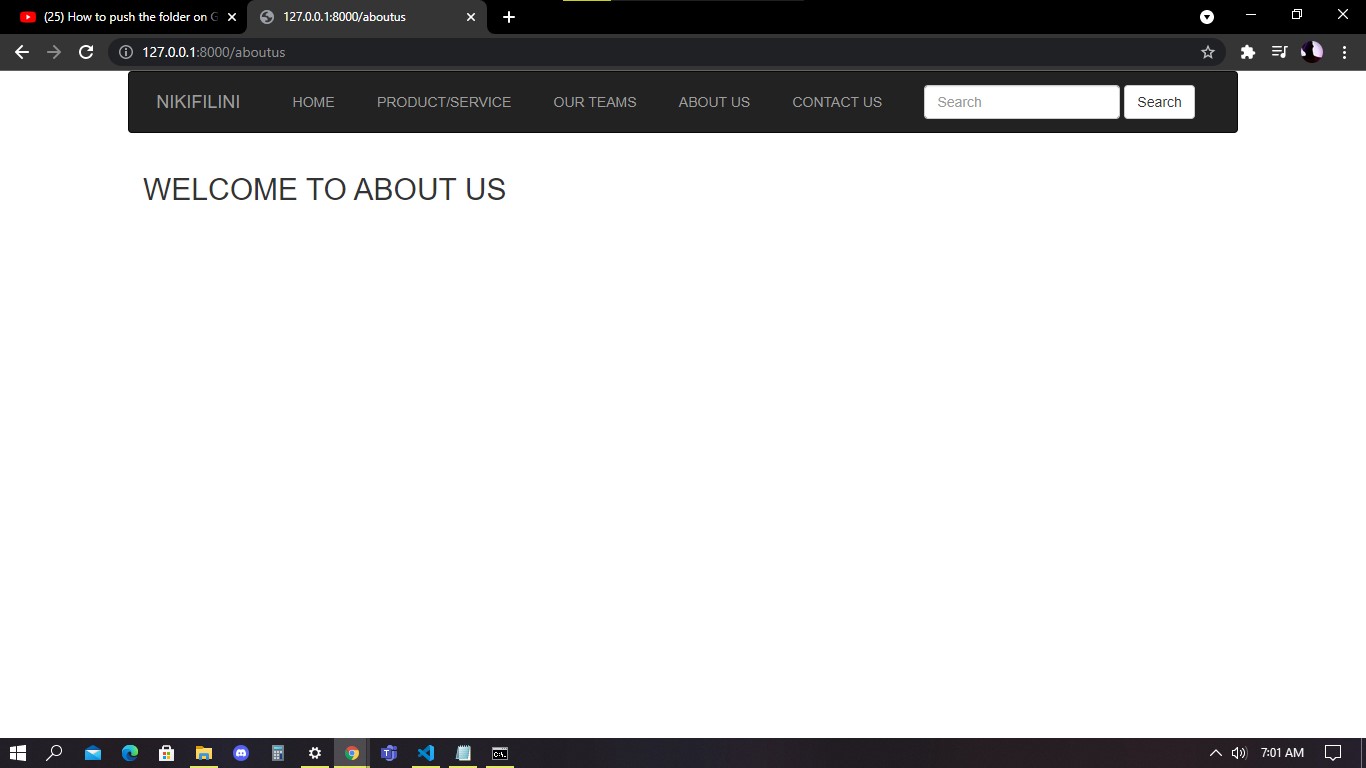 (25) How to push the folder on G
127.0.0.1:8000/aboutus
127.0.0.1:8000/aboutus
NIKIFILINI HOME PRODUCT/SERVICE OUR TEAMS ABOUT US CONTACT US Search Search
WELCOME TO ABOUT US
7:01 AM